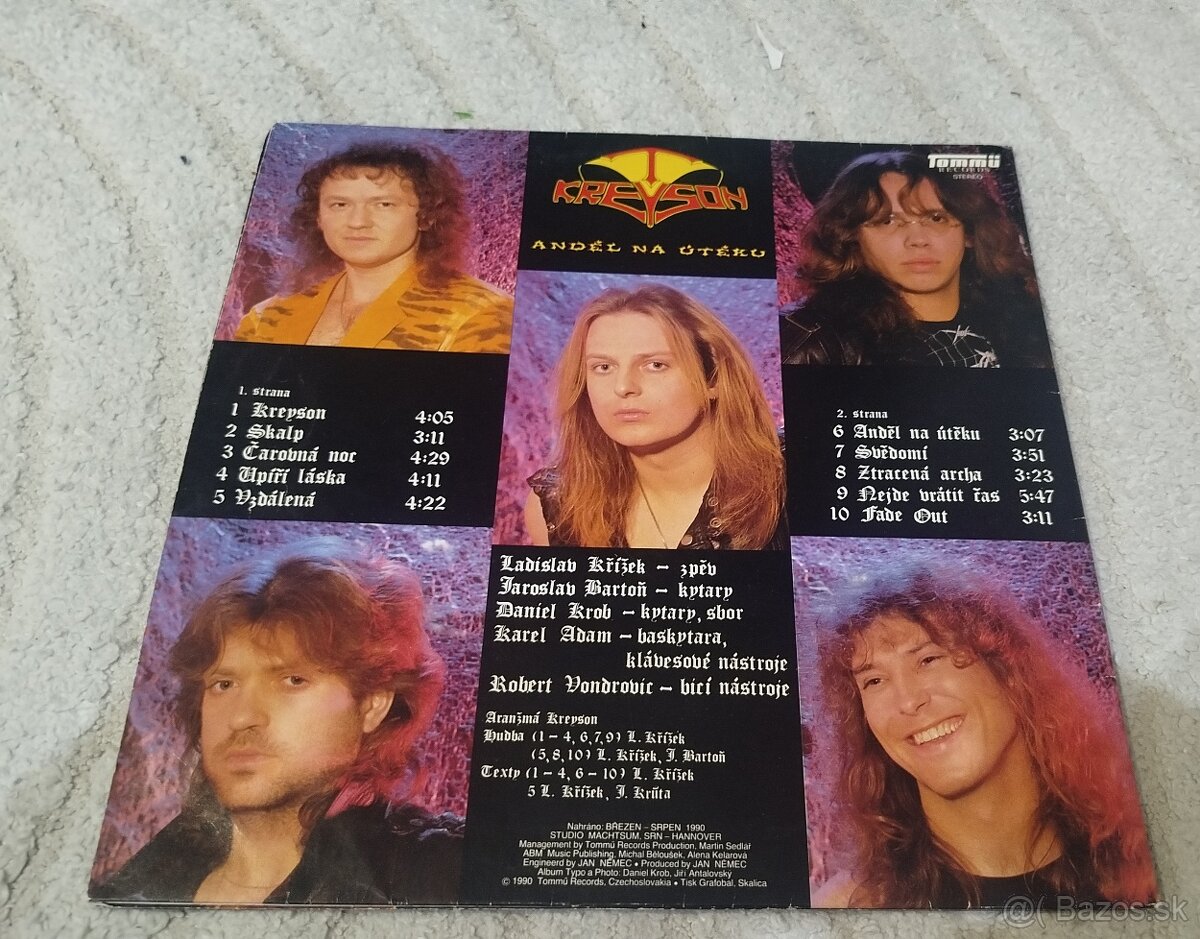 KREYSON
ANDĚL NA ÚTĚKU
Tommü
RECORDS
STEREO
1. strana
1 Kreyson 4:05
2 Skalp 3:11
3 Čarovná noc 4:29
4 Upíří láska 4:11
5 Vzdálená 4:22
2. strana
6 Anděl na útěku 3:07
7 Svědomí 3:51
8 Ztracená archa 3:23
9 Nejde vrátit čas 5:47
10 Fade Out 3:11
Ladislav Křížek – zpěv
Jaroslav Bartoň – kytary
Daniel Krob – kytary, sbor
Karel Adam – baskytara,
klávesové nástroje
Robert Vondrovic – bicí nástroje
Aranžmá Kreyson
Hudba (1 – 4, 6,7,9) L. Křížek
(5,8,10) L. Křížek, J. Bartoň
Texty (1 – 4, 6 – 10) L. Křížek
5 L. Křížek, J. Krůta
Nahráno: BŘEZEN – SRPEN 1990
STUDIO MACHTSUM, SRN – HANNOVER
Management by Tommü Records Production, Martin Sedlář
ABM Music Publishing, Michal Běloušek, Alena Kelarová
Engineerd by JAN NĚMEC • Produced by JAN NĚMEC
Album Typo a Photo: Daniel Krob, Jiří Antalovský
© 1990 Tommü Records, Czechoslovakia • Tisk Grafobal, Skalica
@( Bazos.sk